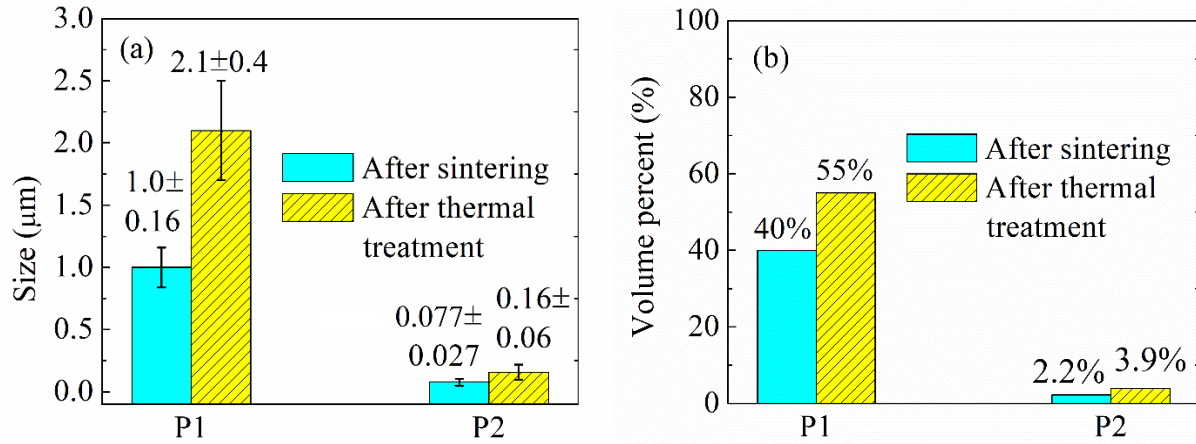 (a)
Size (μm)
3.0
2.5
2.0
1.5
1.0
0.5
0.0
2.1±0.4
1.0±
0.16
0.077±
0.027
0.16±
0.06
After sintering
After thermal
treatment
P1
P2
(b)
Volume percent (%)
100
80
60
40
20
0
40%
55%
2.2%
3.9%
After sintering
After thermal
treatment
P1
P2